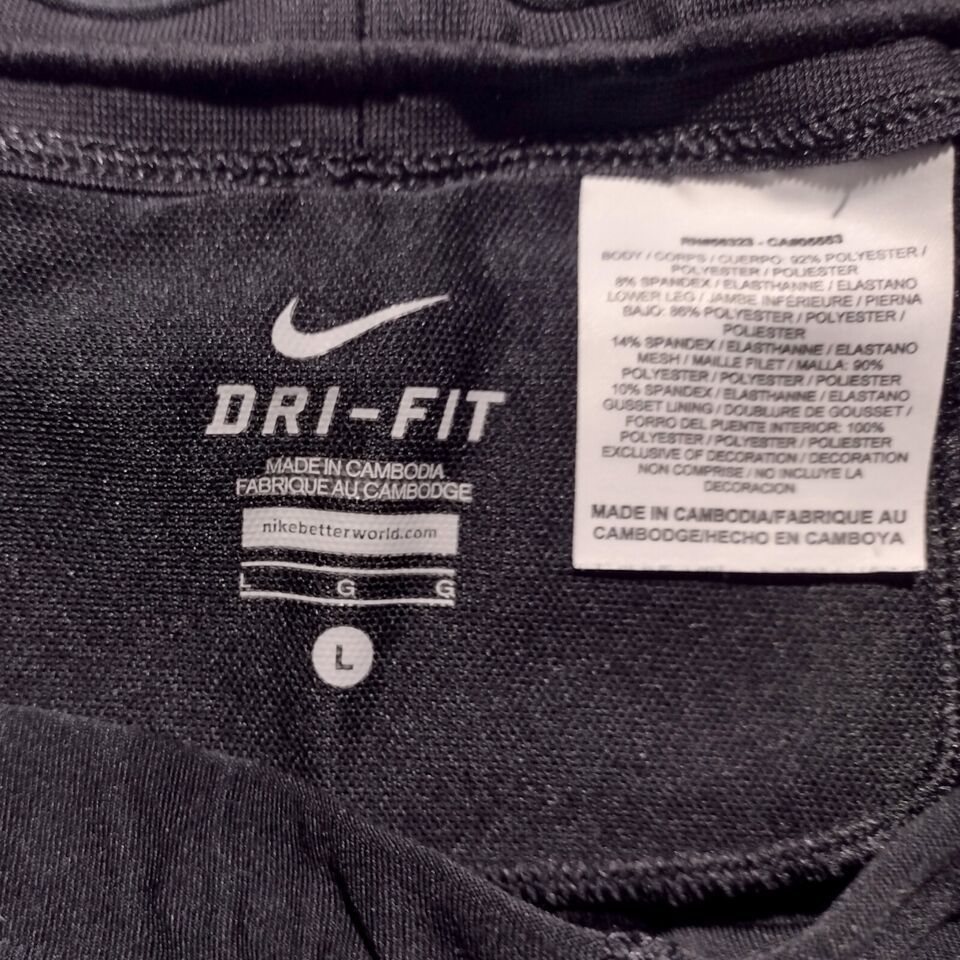 DRI-FIT
MADE IN CAMBODIA
FABRIQUE AU CAMBODGE
nikebetterworld.com
L G G
L
RN#56323 - CA#05553
BODY / CORPS / CUERPO: 92% POLYESTER /
POLYESTER / POLIESTER
8% SPANDEX / ELASTHANNE / ELASTANO
LOWER LEG / JAMBE INFÉRIEURE / PIERNA
BAJO: 86% POLYESTER / POLYESTER /
POLIESTER
14% SPANDEX / ELASTHANNE / ELASTANO
MESH / MAILLE FILET / MALLA: 90%
POLYESTER / POLYESTER / POLIESTER
10% SPANDEX / ELASTHANNE / ELASTANO
GUSSET LINING / DOUBLURE DE GOUSSET /
FORRO DEL PUENTE INTERIOR: 100%
POLYESTER / POLYESTER / POLIESTER
EXCLUSIVE OF DECORATION / DECORATION
NON COMPRISE / NO INCLUYE LA
DECORACION
MADE IN CAMBODIA/FABRIQUE AU
CAMBODGE/HECHO EN CAMBOYA